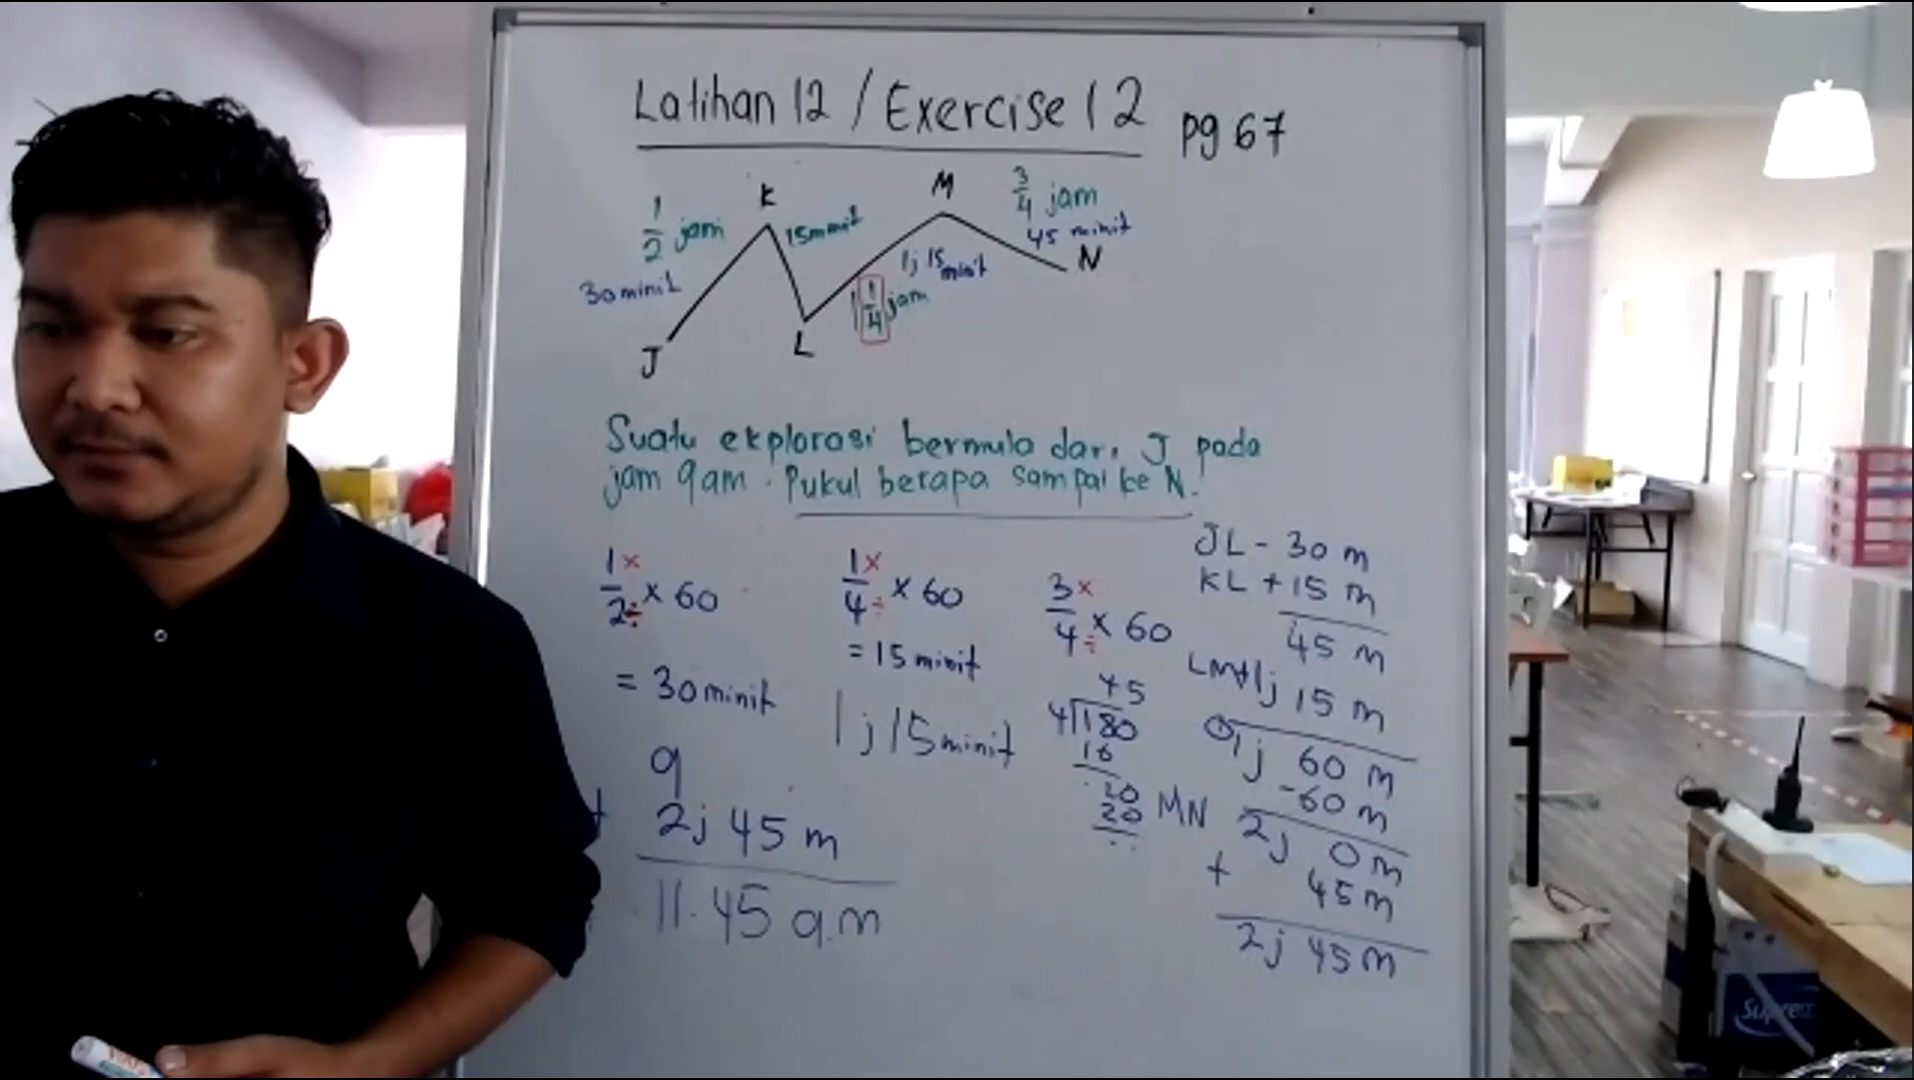 Latihan 12 / Exercise 12 pg 67
K
M
3/4 jam
1/2 jam
15 minit
45 minit
N
30 minit
1j 15 minit
1 1/4 jam
J
L
Suatu ekplorasi bermula dari J pada
jam 9am. Pukul berapa sampai ke N.
1/2 × 60
= 30 minit
1/4 × 60
= 15 minit
1j 15 minit
3/4 × 60
45
4)180
16
20
20
9
+ 2j 45 m
11.45 a.m
JL - 30 m
KL + 15 m
45 m
LM + 1j 15 m
1 1j 60 m
- 60 m
2j 0 m
MN + 45 m
2j 45 m